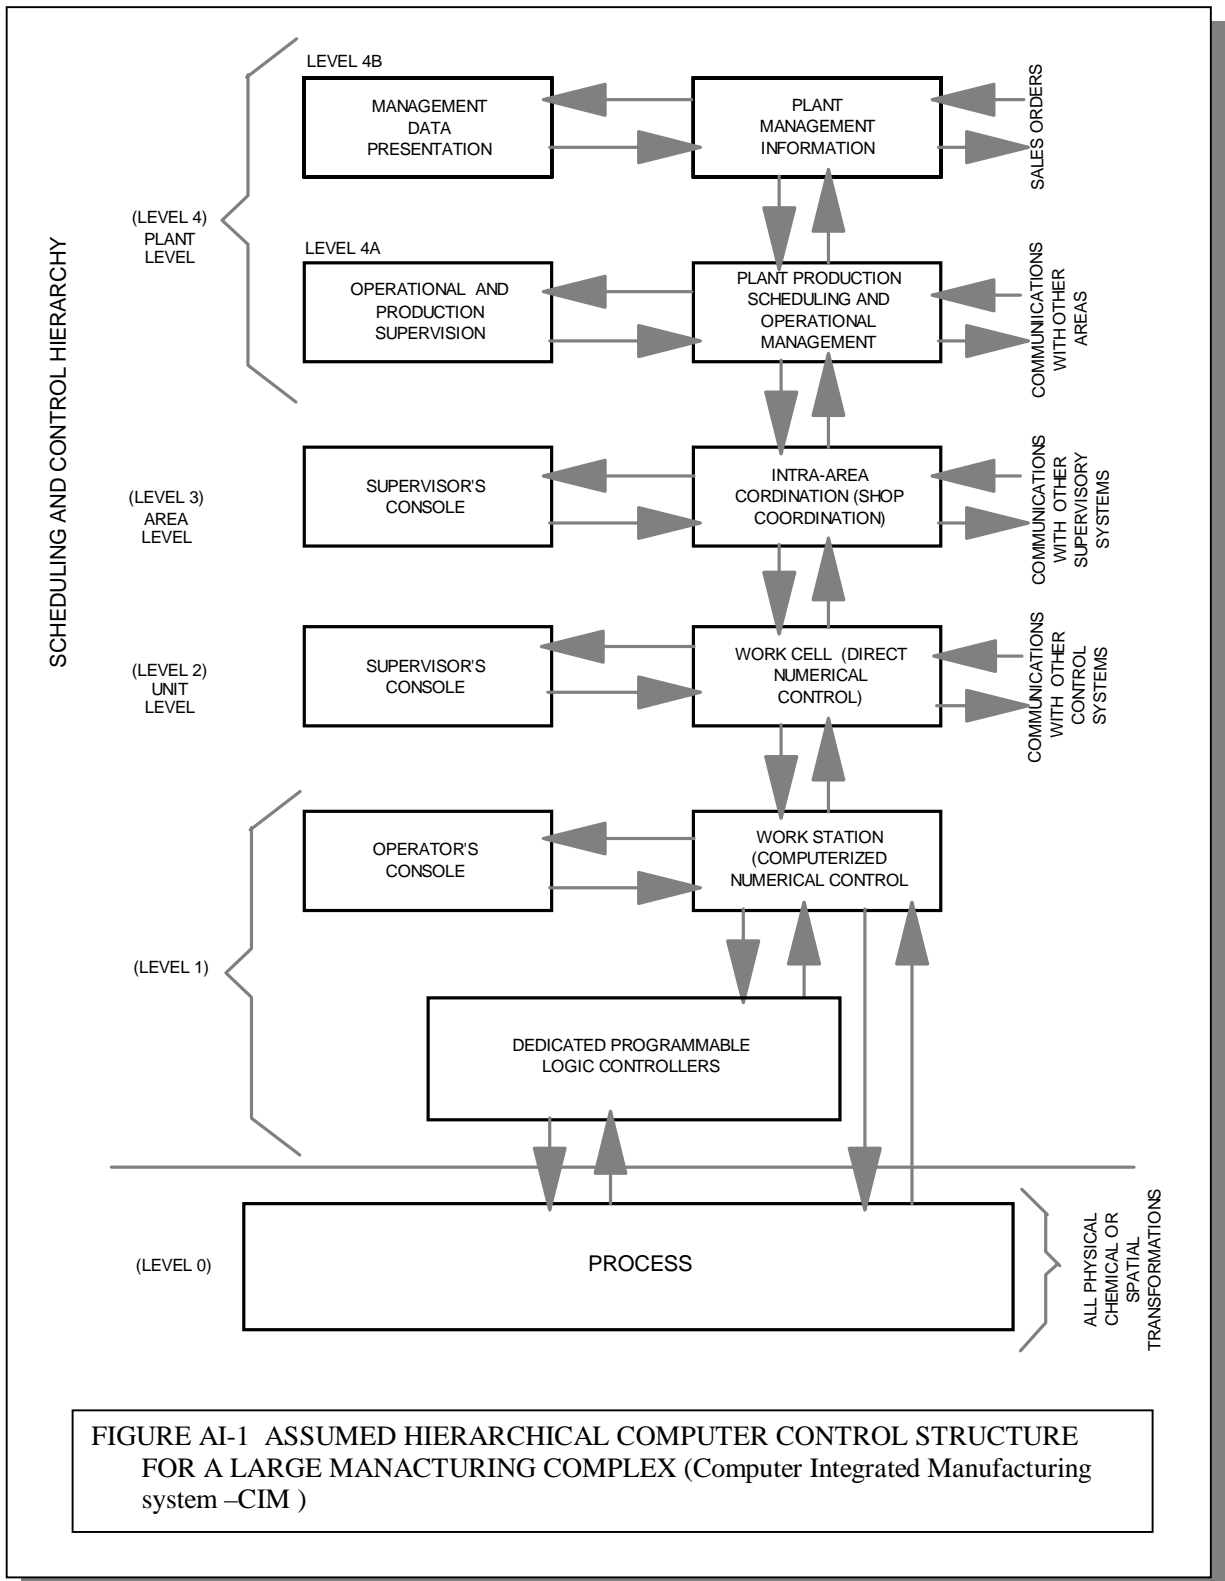 SCHEDULING AND CONTROL HIERARCHY
LEVEL 4B
MANAGEMENT
DATA
PRESENTATION
PLANT
MANAGEMENT
INFORMATION
SALES ORDERS
(LEVEL 4)
PLANT
LEVEL
LEVEL 4A
OPERATIONAL AND
PRODUCTION
SUPERVISION
PLANT PRODUCTION
SCHEDULING AND
OPERATIONAL
MANAGEMENT
COMMUNIICATIONS
WITH OTHER
AREAS
(LEVEL 3)
AREA
LEVEL
SUPERVISOR'S
CONSOLE
INTRA-AREA
CORDINATION (SHOP
COORDINATION)
COMMUNICATIONS
WITH OTHER
SUPERVISORY
SYSTEMS
(LEVEL 2)
UNIT
LEVEL
SUPERVISOR'S
CONSOLE
WORK CELL (DIRECT
NUMERICAL
CONTROL)
COMMUNICATIONS
WITH OTHER
CONTROL
SYSTEMS
OPERATOR'S
CONSOLE
WORK STATION
(COMPUTERIZED
NUMERICAL CONTROL
(LEVEL 1)
DEDICATED PROGRAMMABLE
LOGIC CONTROLLERS
(LEVEL 0)
PROCESS
ALL PHYSICAL
CHEMICAL OR
SPATIAL
TRANSFORMATIONS
FIGURE AI-1 ASSUMED HIERARCHICAL COMPUTER CONTROL STRUCTURE
FOR A LARGE MANACTURING COMPLEX (Computer Integrated Manufacturing
system –CIM )